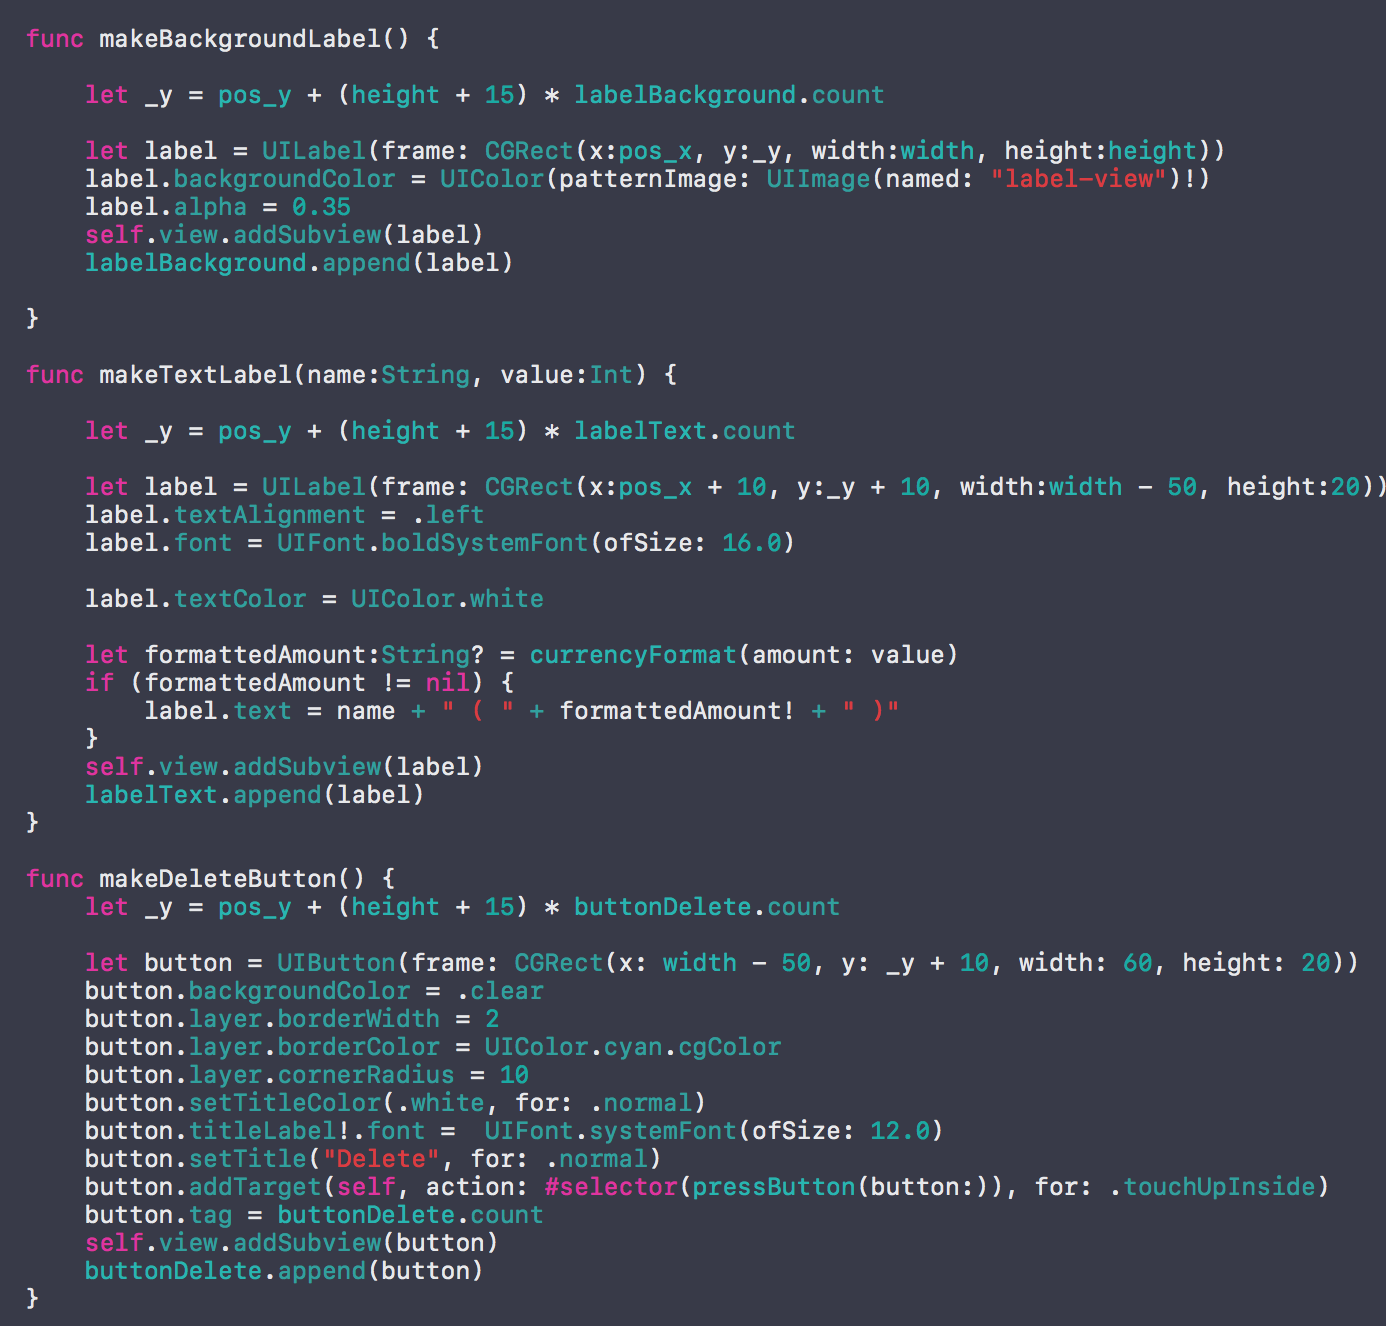 func makeBackgroundLabel() {
let _y = pos_y + (height + 15) * labelBackground.count
let label = UILabel(frame: CGRect(x:pos_x, y:_y, width:width, height:height))
label.backgroundColor = UIColor(patternImage: UIImage(named: "label-view")!)
label.alpha = 0.35
self.view.addSubview(label)
labelBackground.append(label)
}
func makeTextLabel(name:String, value:Int) {
let _y = pos_y + (height + 15) * labelText.count
let label = UILabel(frame: CGRect(x:pos_x + 10, y:_y + 10, width:width - 50, height:20))
label.textAlignment = .left
label.font = UIFont.boldSystemFont(ofSize: 16.0)
label.textColor = UIColor.white
let formattedAmount:String? = currencyFormat(amount: value)
if (formattedAmount != nil) {
label.text = name + " ( " + formattedAmount! + " )"
}
self.view.addSubview(label)
labelText.append(label)
}
func makeDeleteButton() {
let _y = pos_y + (height + 15) * buttonDelete.count
let button = UIButton(frame: CGRect(x: width - 50, y: _y + 10, width: 60, height: 20))
button.backgroundColor = .clear
button.layer.borderWidth = 2
button.layer.borderColor = UIColor.cyan.cgColor
button.layer.cornerRadius = 10
button.setTitleColor(.white, for: .normal)
button.titleLabel!.font =  UIFont.systemFont(ofSize: 12.0)
button.setTitle("Delete", for: .normal)
button.addTarget(self, action: #selector(pressButton(button:)), for: .touchUpInside)
button.tag = buttonDelete.count
self.view.addSubview(button)
buttonDelete.append(button)
}